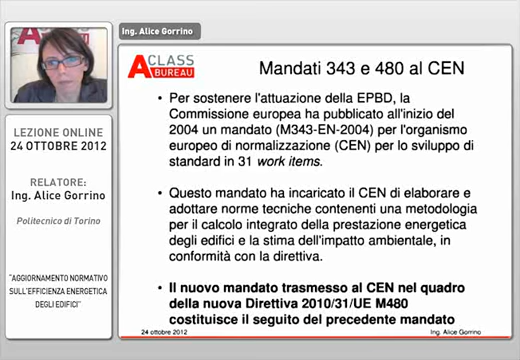 Ing. Alice Gorrino
A CLASS
BUREAU
Mandati 343 e 480 al CEN
LEZIONE ONLINE
24 OTTOBRE 2012
RELATORE:
Ing. Alice Gorrino
Politecnico di Torino
"AGGIORNAMENTO NORMATIVO
SULL'EFFICIENZA ENERGETICA
DEGLI EDIFICI"
• Per sostenere l'attuazione della EPBD, la
Commissione europea ha pubblicato all'inizio del
2004 un mandato (M343-EN-2004) per l'organismo
europeo di normalizzazione (CEN) per lo sviluppo di
standard in 31 work items.
• Questo mandato ha incaricato il CEN di elaborare e
adottare norme tecniche contenenti una metodologia
per il calcolo integrato della prestazione energetica
degli edifici e la stima dell'impatto ambientale, in
conformità con la direttiva.
• Il nuovo mandato trasmesso al CEN nel quadro
della nuova Direttiva 2010/31/UE M480
costituisce il seguito del precedente mandato
24 ottobre 2012
Ing. Alice Gorrino